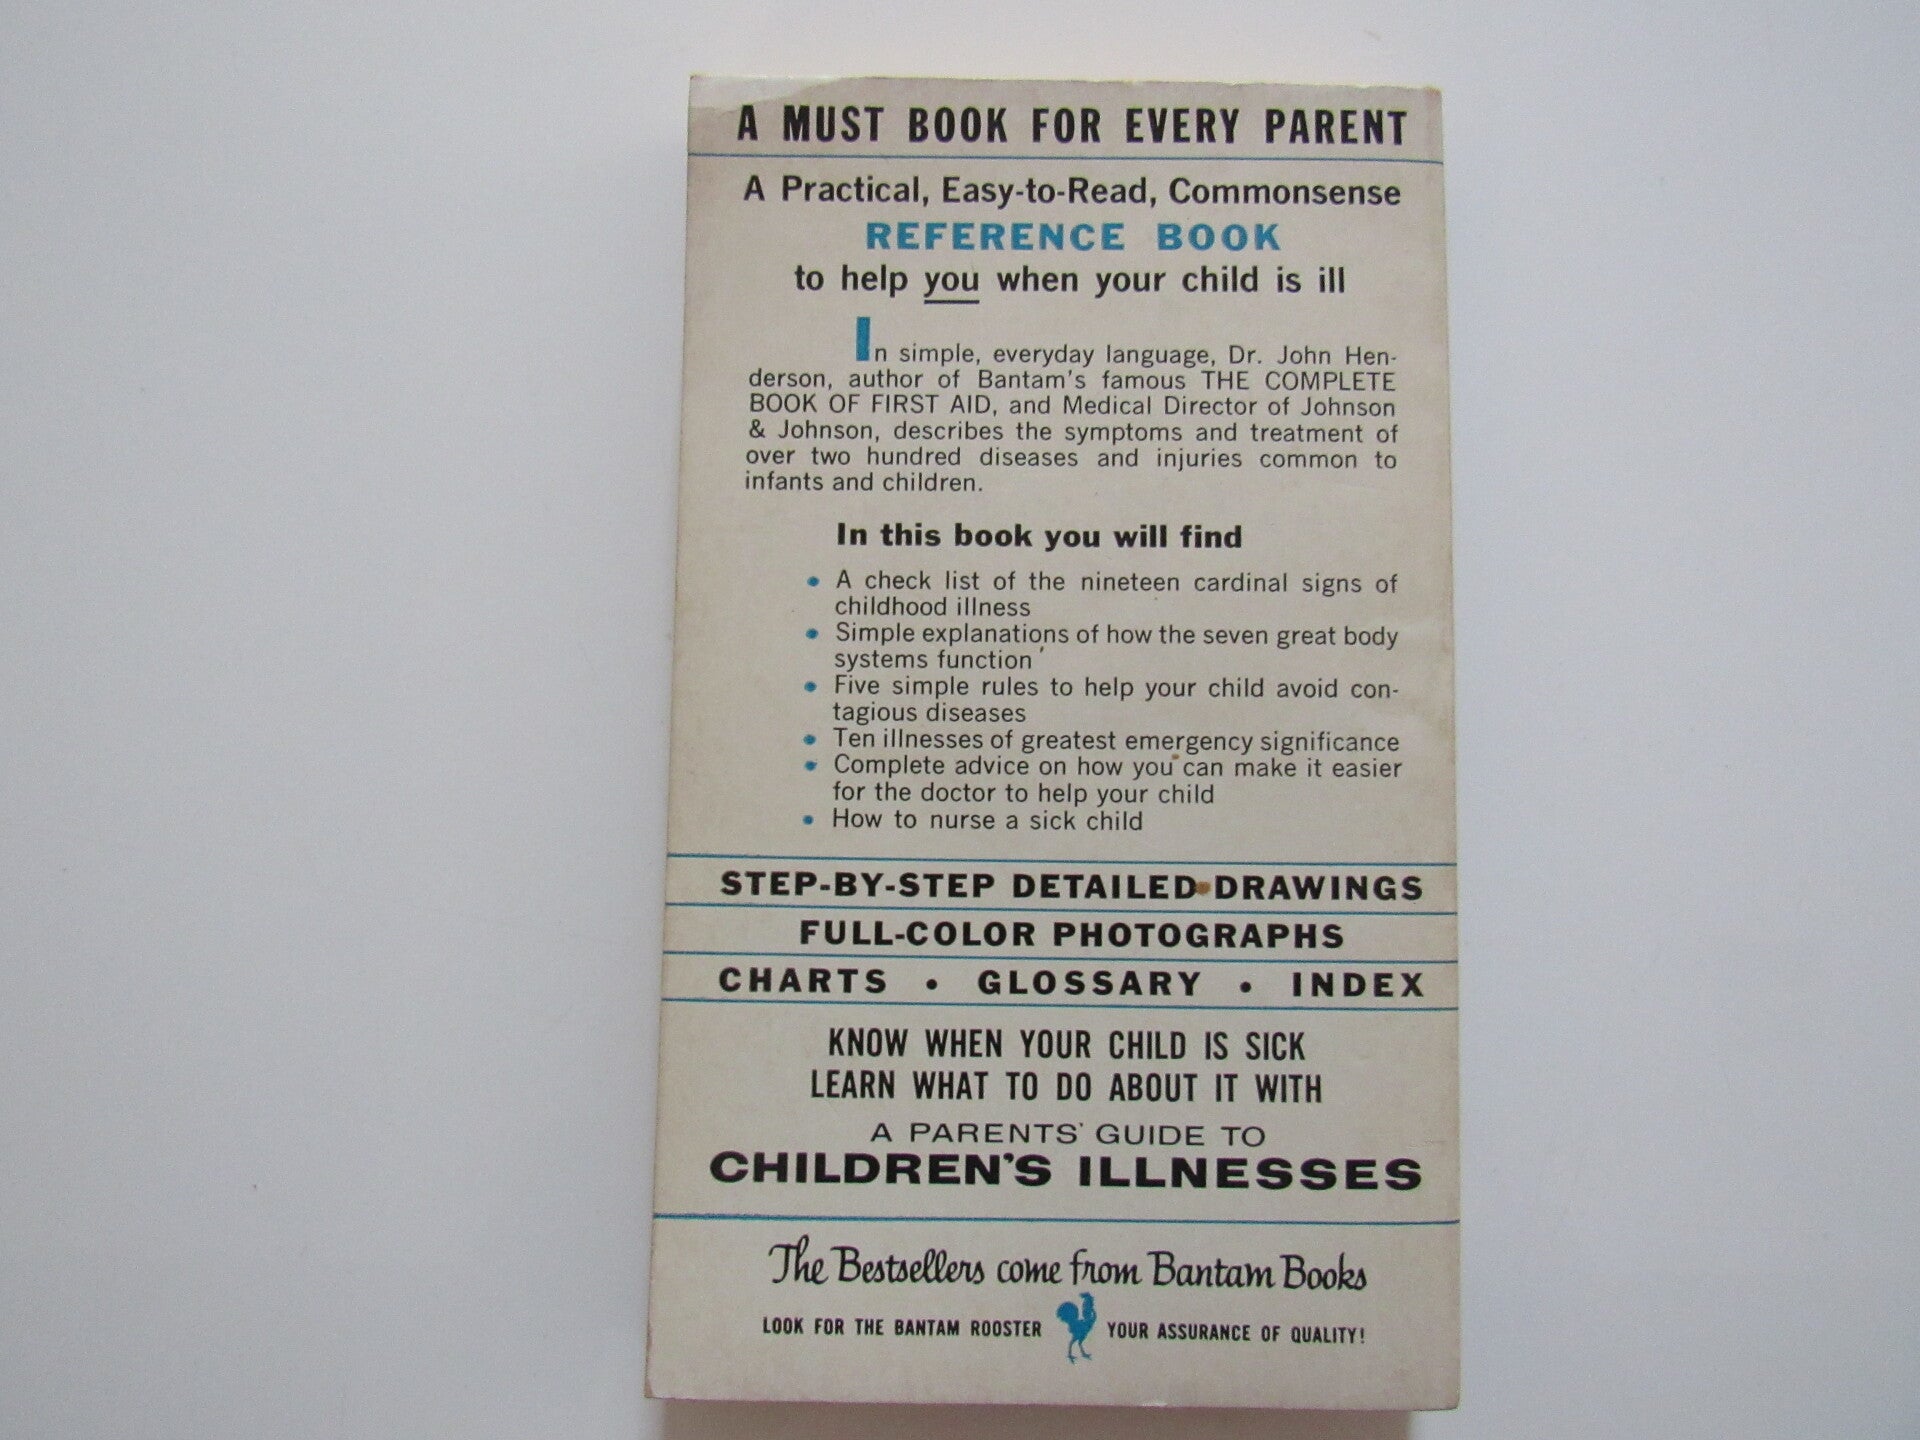 A MUST BOOK FOR EVERY PARENT
A Practical, Easy-to-Read, Commonsense
REFERENCE BOOK
to help you when your child is ill
In simple, everyday language, Dr. John Hen-
derson, author of Bantam's famous THE COMPLETE
BOOK OF FIRST AID, and Medical Director of Johnson
& Johnson, describes the symptoms and treatment of
over two hundred diseases and injuries common to
infants and children.
In this book you will find
• A check list of the nineteen cardinal signs of
childhood illness
• Simple explanations of how the seven great body
systems function
• Five simple rules to help your child avoid con-
tagious diseases
• Ten illnesses of greatest emergency significance
• Complete advice on how you can make it easier
for the doctor to help your child
• How to nurse a sick child
STEP-BY-STEP DETAILED DRAWINGS
FULL-COLOR PHOTOGRAPHS
CHARTS • GLOSSARY • INDEX
KNOW WHEN YOUR CHILD IS SICK
LEARN WHAT TO DO ABOUT IT WITH
A PARENTS' GUIDE TO
CHILDREN'S ILLNESSES
The Bestsellers come from Bantam Books
LOOK FOR THE BANTAM ROOSTER YOUR ASSURANCE OF QUALITY!